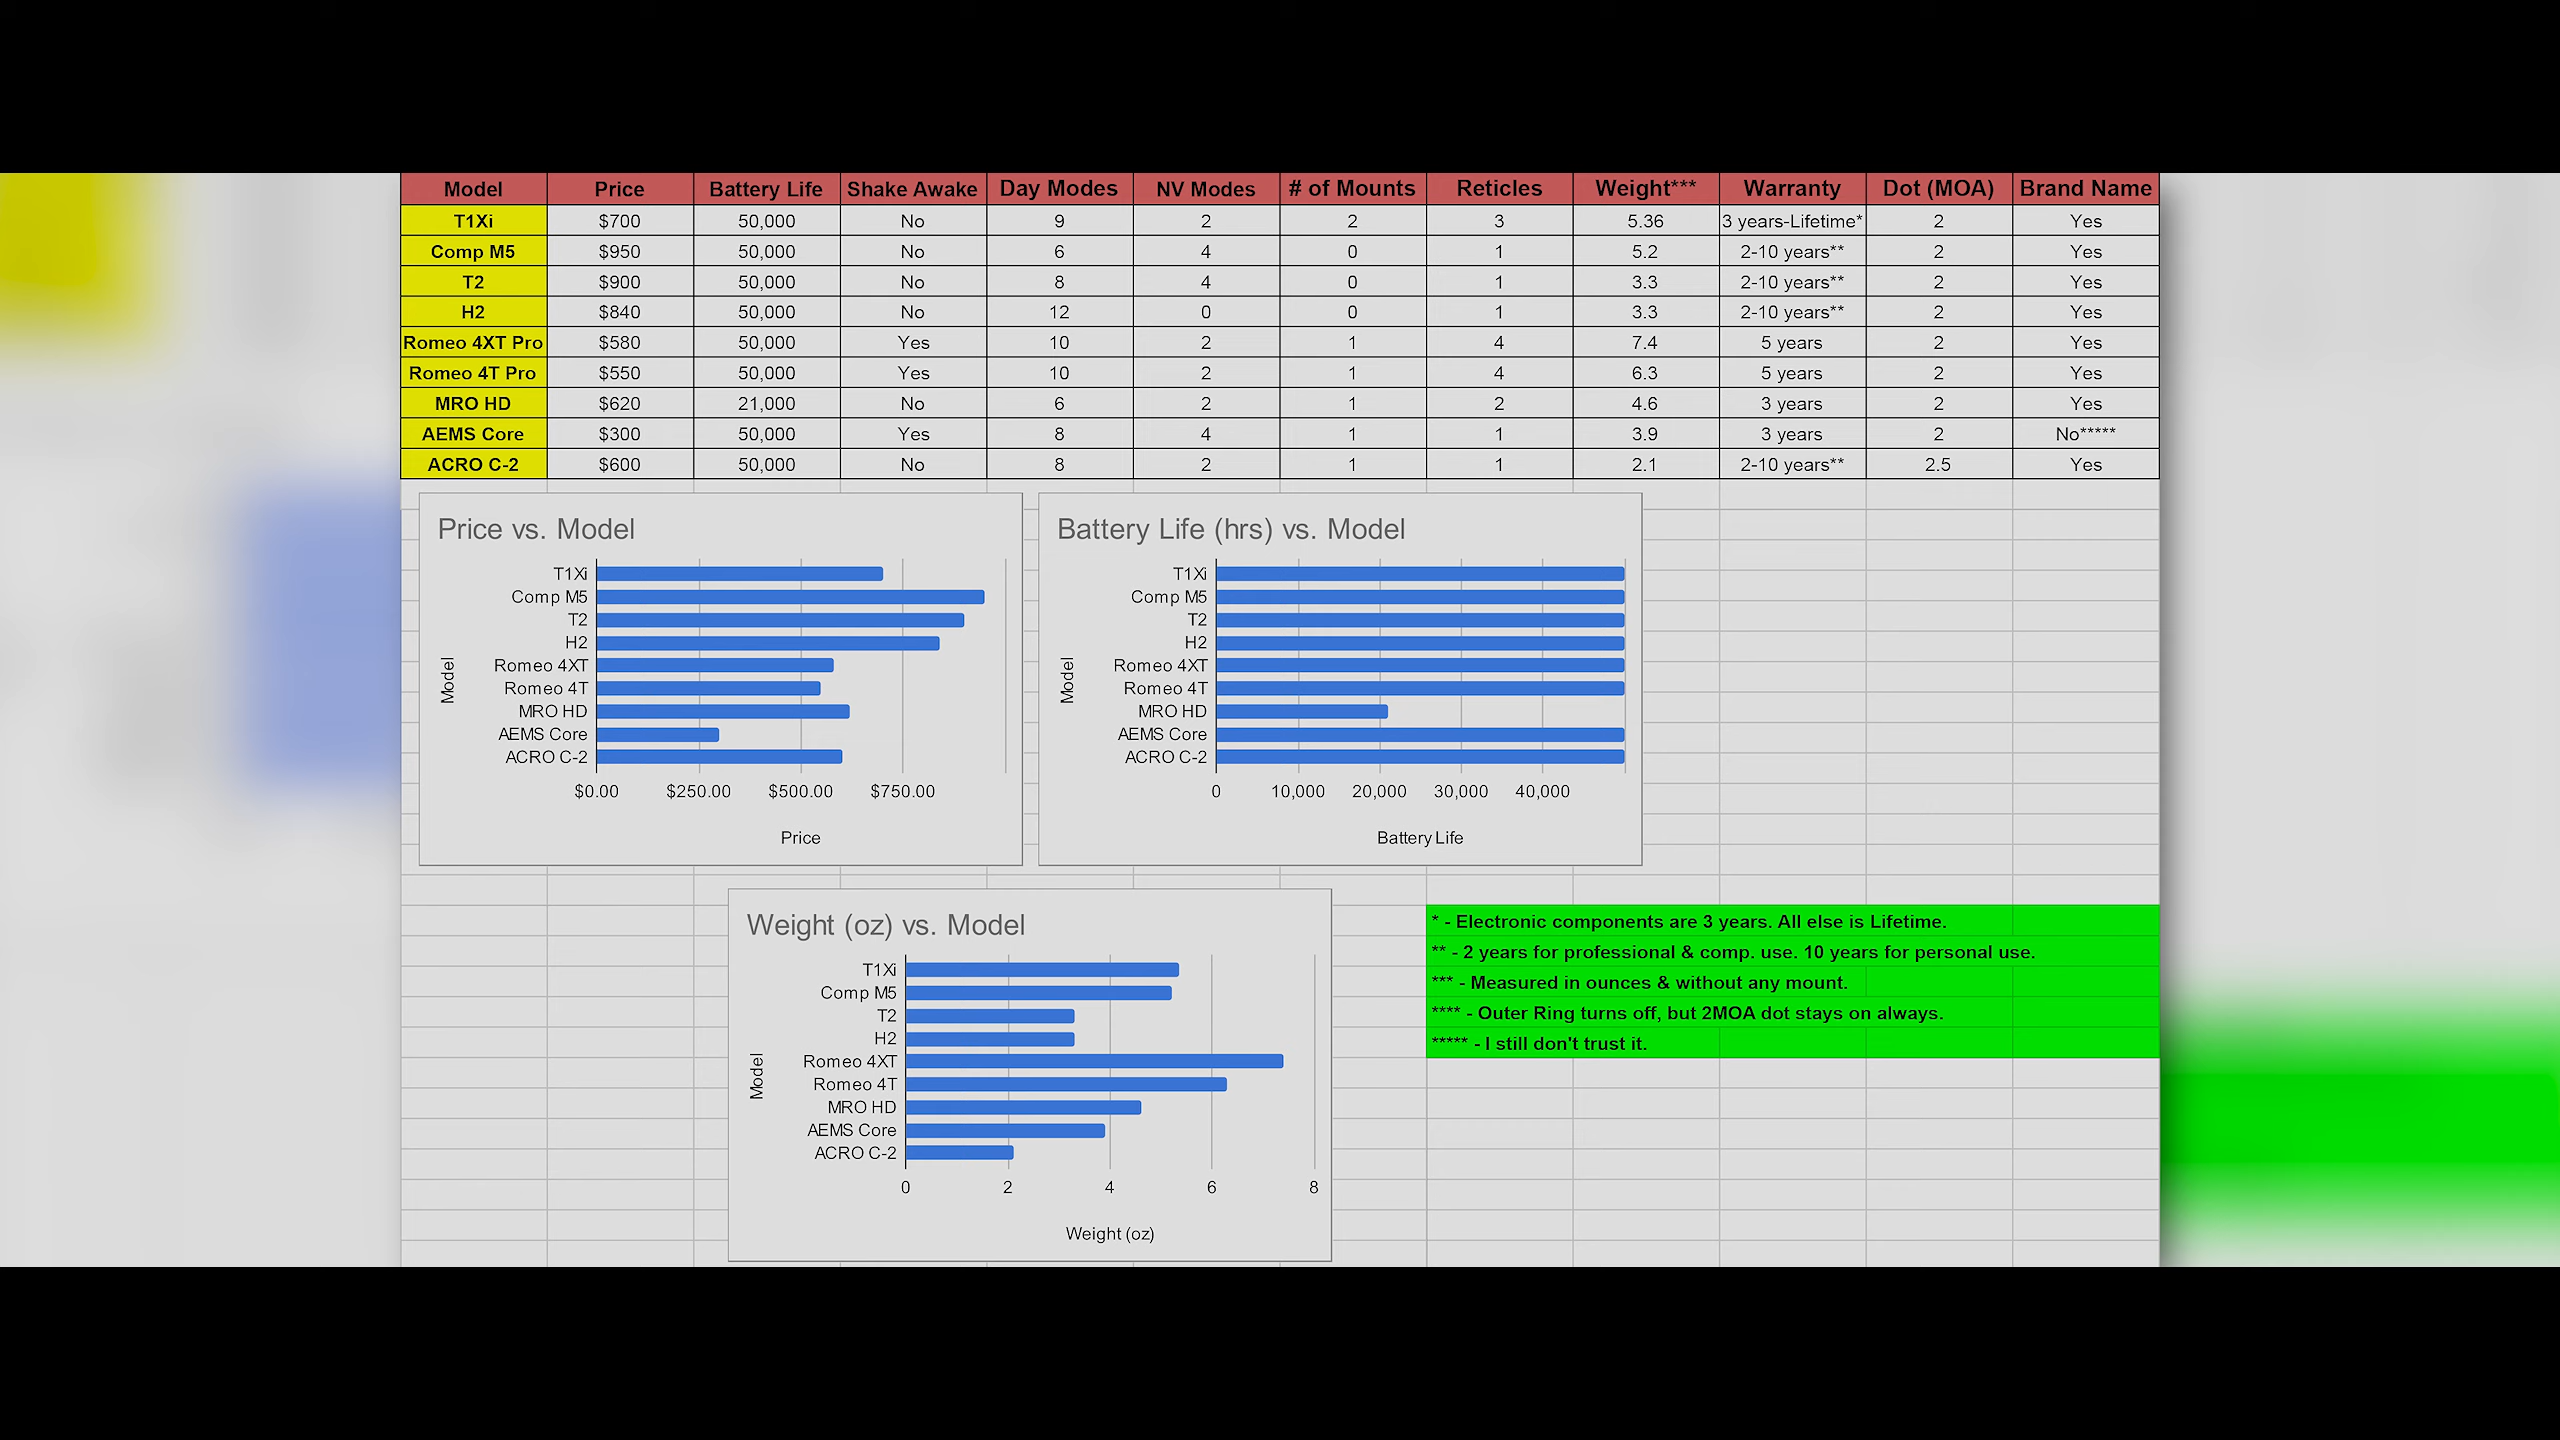 Model Price Battery Life Shake Awake Day Modes NV Modes # of Mounts Reticles Weight*** Warranty Dot (MOA) Brand Name
T1Xi $700 50,000 No 9 2 2 3 5.36 3 years-Lifetime* 2 Yes
Comp M5 $950 50,000 No 6 4 0 1 5.2 2-10 years** 2 Yes
T2 $900 50,000 No 8 4 0 1 3.3 2-10 years** 2 Yes
H2 $840 50,000 No 12 0 0 1 3.3 2-10 years** 2 Yes
Romeo 4XT Pro $580 50,000 Yes 10 2 1 4 7.4 5 years 2 Yes
Romeo 4T Pro $550 50,000 Yes 10 2 1 4 6.3 5 years 2 Yes
MRO HD $620 21,000 No 6 2 1 2 4.6 3 years 2 Yes
AEMS Core $300 50,000 Yes 8 4 1 1 3.9 3 years 2 No*****
ACRO C-2 $600 50,000 No 8 2 1 1 2.1 2-10 years** 2.5 Yes
Price vs. Model
T1Xi
Comp M5
T2
H2
Romeo 4XT
Romeo 4T
MRO HD
AEMS Core
ACRO C-2
Model
$0.00 $250.00 $500.00 $750.00
Price
Battery Life (hrs) vs. Model
T1Xi
Comp M5
T2
H2
Romeo 4XT
Romeo 4T
MRO HD
AEMS Core
ACRO C-2
Model
0 10,000 20,000 30,000 40,000
Battery Life
Weight (oz) vs. Model
T1Xi
Comp M5
T2
H2
Romeo 4XT
Romeo 4T
MRO HD
AEMS Core
ACRO C-2
Model
0 2 4 6 8
Weight (oz)
* - Electronic components are 3 years. All else is Lifetime.
** - 2 years for professional & comp. use. 10 years for personal use.
*** - Measured in ounces & without any mount.
**** - Outer Ring turns off, but 2MOA dot stays on always.
***** - I still don't trust it.